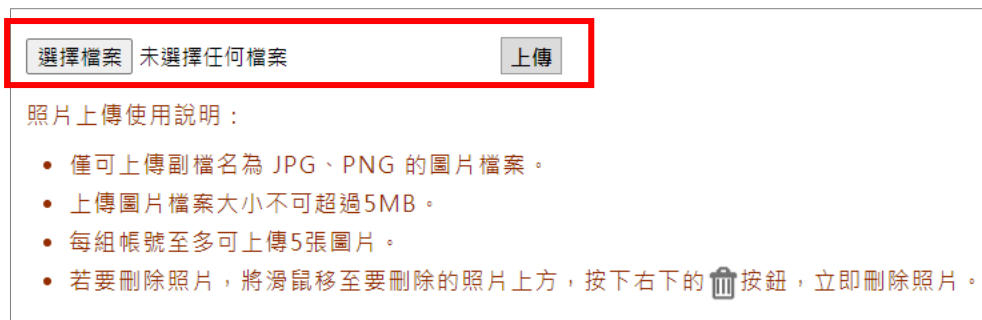 選擇檔案 未選擇任何檔案 上傳
照片上傳使用說明：
• 僅可上傳副檔名為 JPG、PNG 的圖片檔案。
• 上傳圖片檔案大小不可超過5MB。
• 每組帳號至多可上傳5張圖片。
• 若要刪除照片，將滑鼠移至要刪除的照片上方，按下右下的按鈕，立即刪除照片。